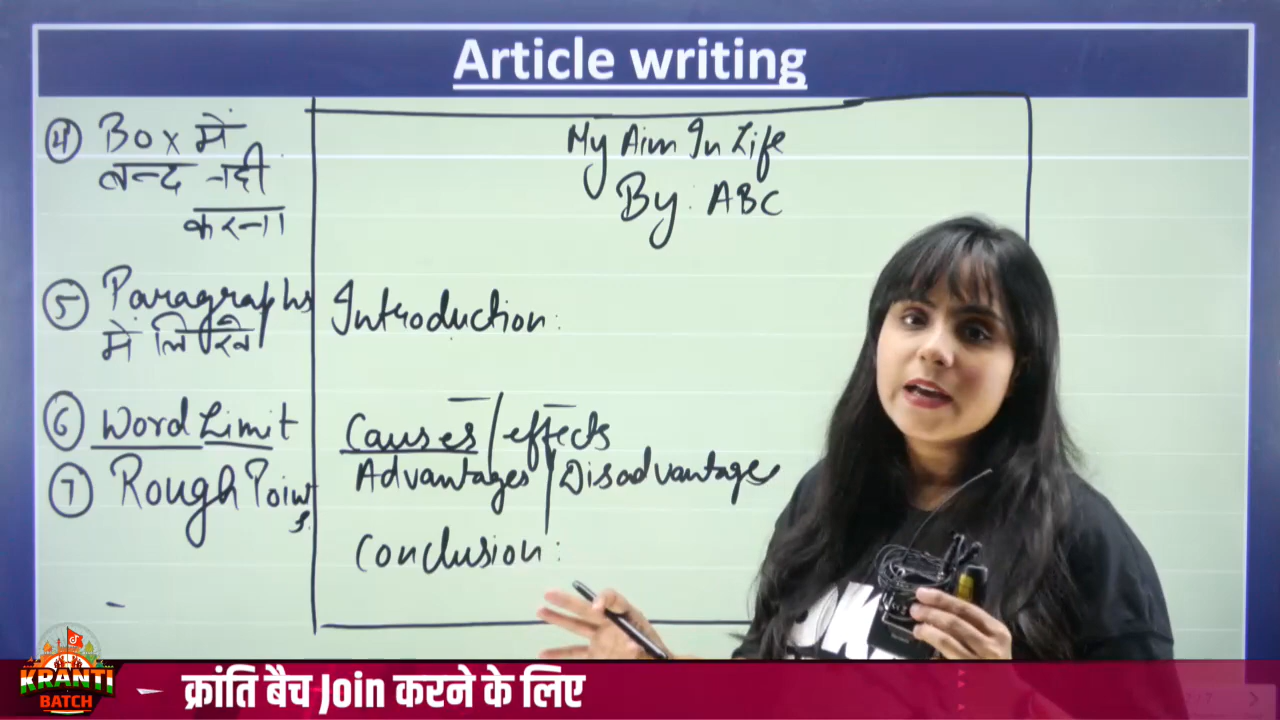 Article writing
④ Box में
बन्द नही
करना
⑤ Paragraphs
में लिखे
⑥ Word Limit
⑦ Rough Points.
My Aim In Life
By: ABC
Introduction:
Causes / effects
Advantages / Disadvantage
Conclusion:
KRANTI
BATCH
– क्रांति बैच Join करने के लिए